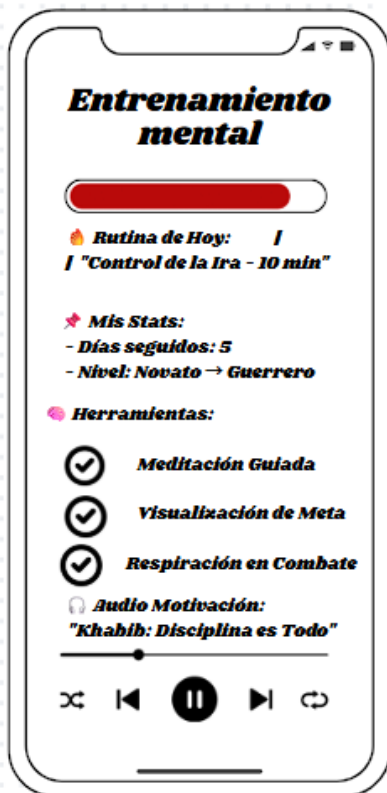 Entrenamiento
mental
🔥 Rutina de Hoy: |
| "Control de la Ira - 10 min"
📌 Mis Stats:
- Días seguidos: 5
- Nivel: Novato → Guerrero
🧠 Herramientas:
Meditación Guiada
Visualización de Meta
Respiración en Combate
🎧 Audio Motivación:
"Khabib: Disciplina es Todo"